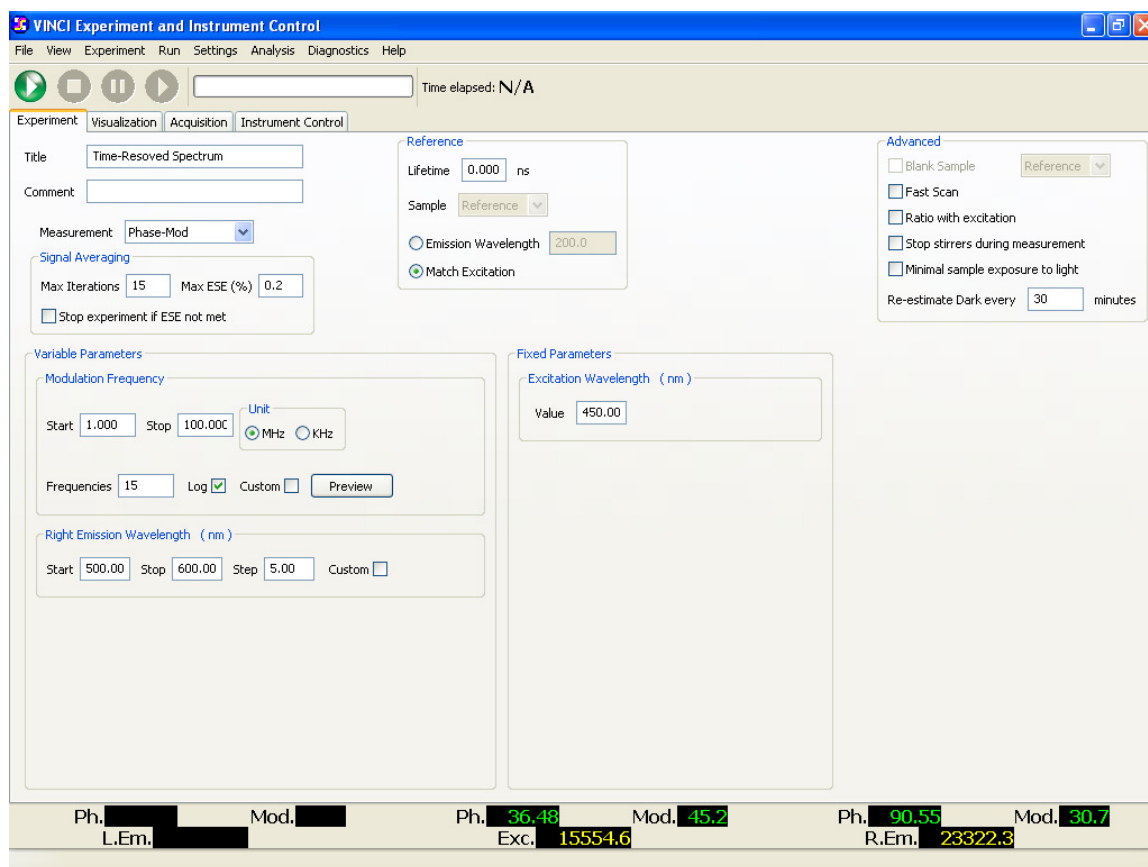 VINCI Experiment and Instrument Control
File View Experiment Run Settings Analysis Diagnostics Help
Time elapsed: N/A
Experiment Visualization Acquisition Instrument Control
Title Time-Resoved Spectrum
Comment
Measurement Phase-Mod
Signal Averaging
Max Iterations 15 Max ESE (%) 0.2
Stop experiment if ESE not met
Reference
Lifetime 0.000 ns
Sample Reference
Emission Wavelength 200.0
Match Excitation
Advanced
Blank Sample Reference
Fast Scan
Ratio with excitation
Stop stirrers during measurement
Minimal sample exposure to light
Re-estimate Dark every 30 minutes
Variable Parameters
Modulation Frequency
Start 1.000 Stop 100.00
Unit
MHz KHz
Frequencies 15 Log Custom Preview
Right Emission Wavelength ( nm )
Start 500.00 Stop 600.00 Step 5.00 Custom
Fixed Parameters
Excitation Wavelength ( nm )
Value 450.00
Ph. Mod. Ph. 36.48 Mod. 45.2 Ph. 90.55 Mod. 30.7
L.Em. Exc. 15554.6 R.Em. 23322.3